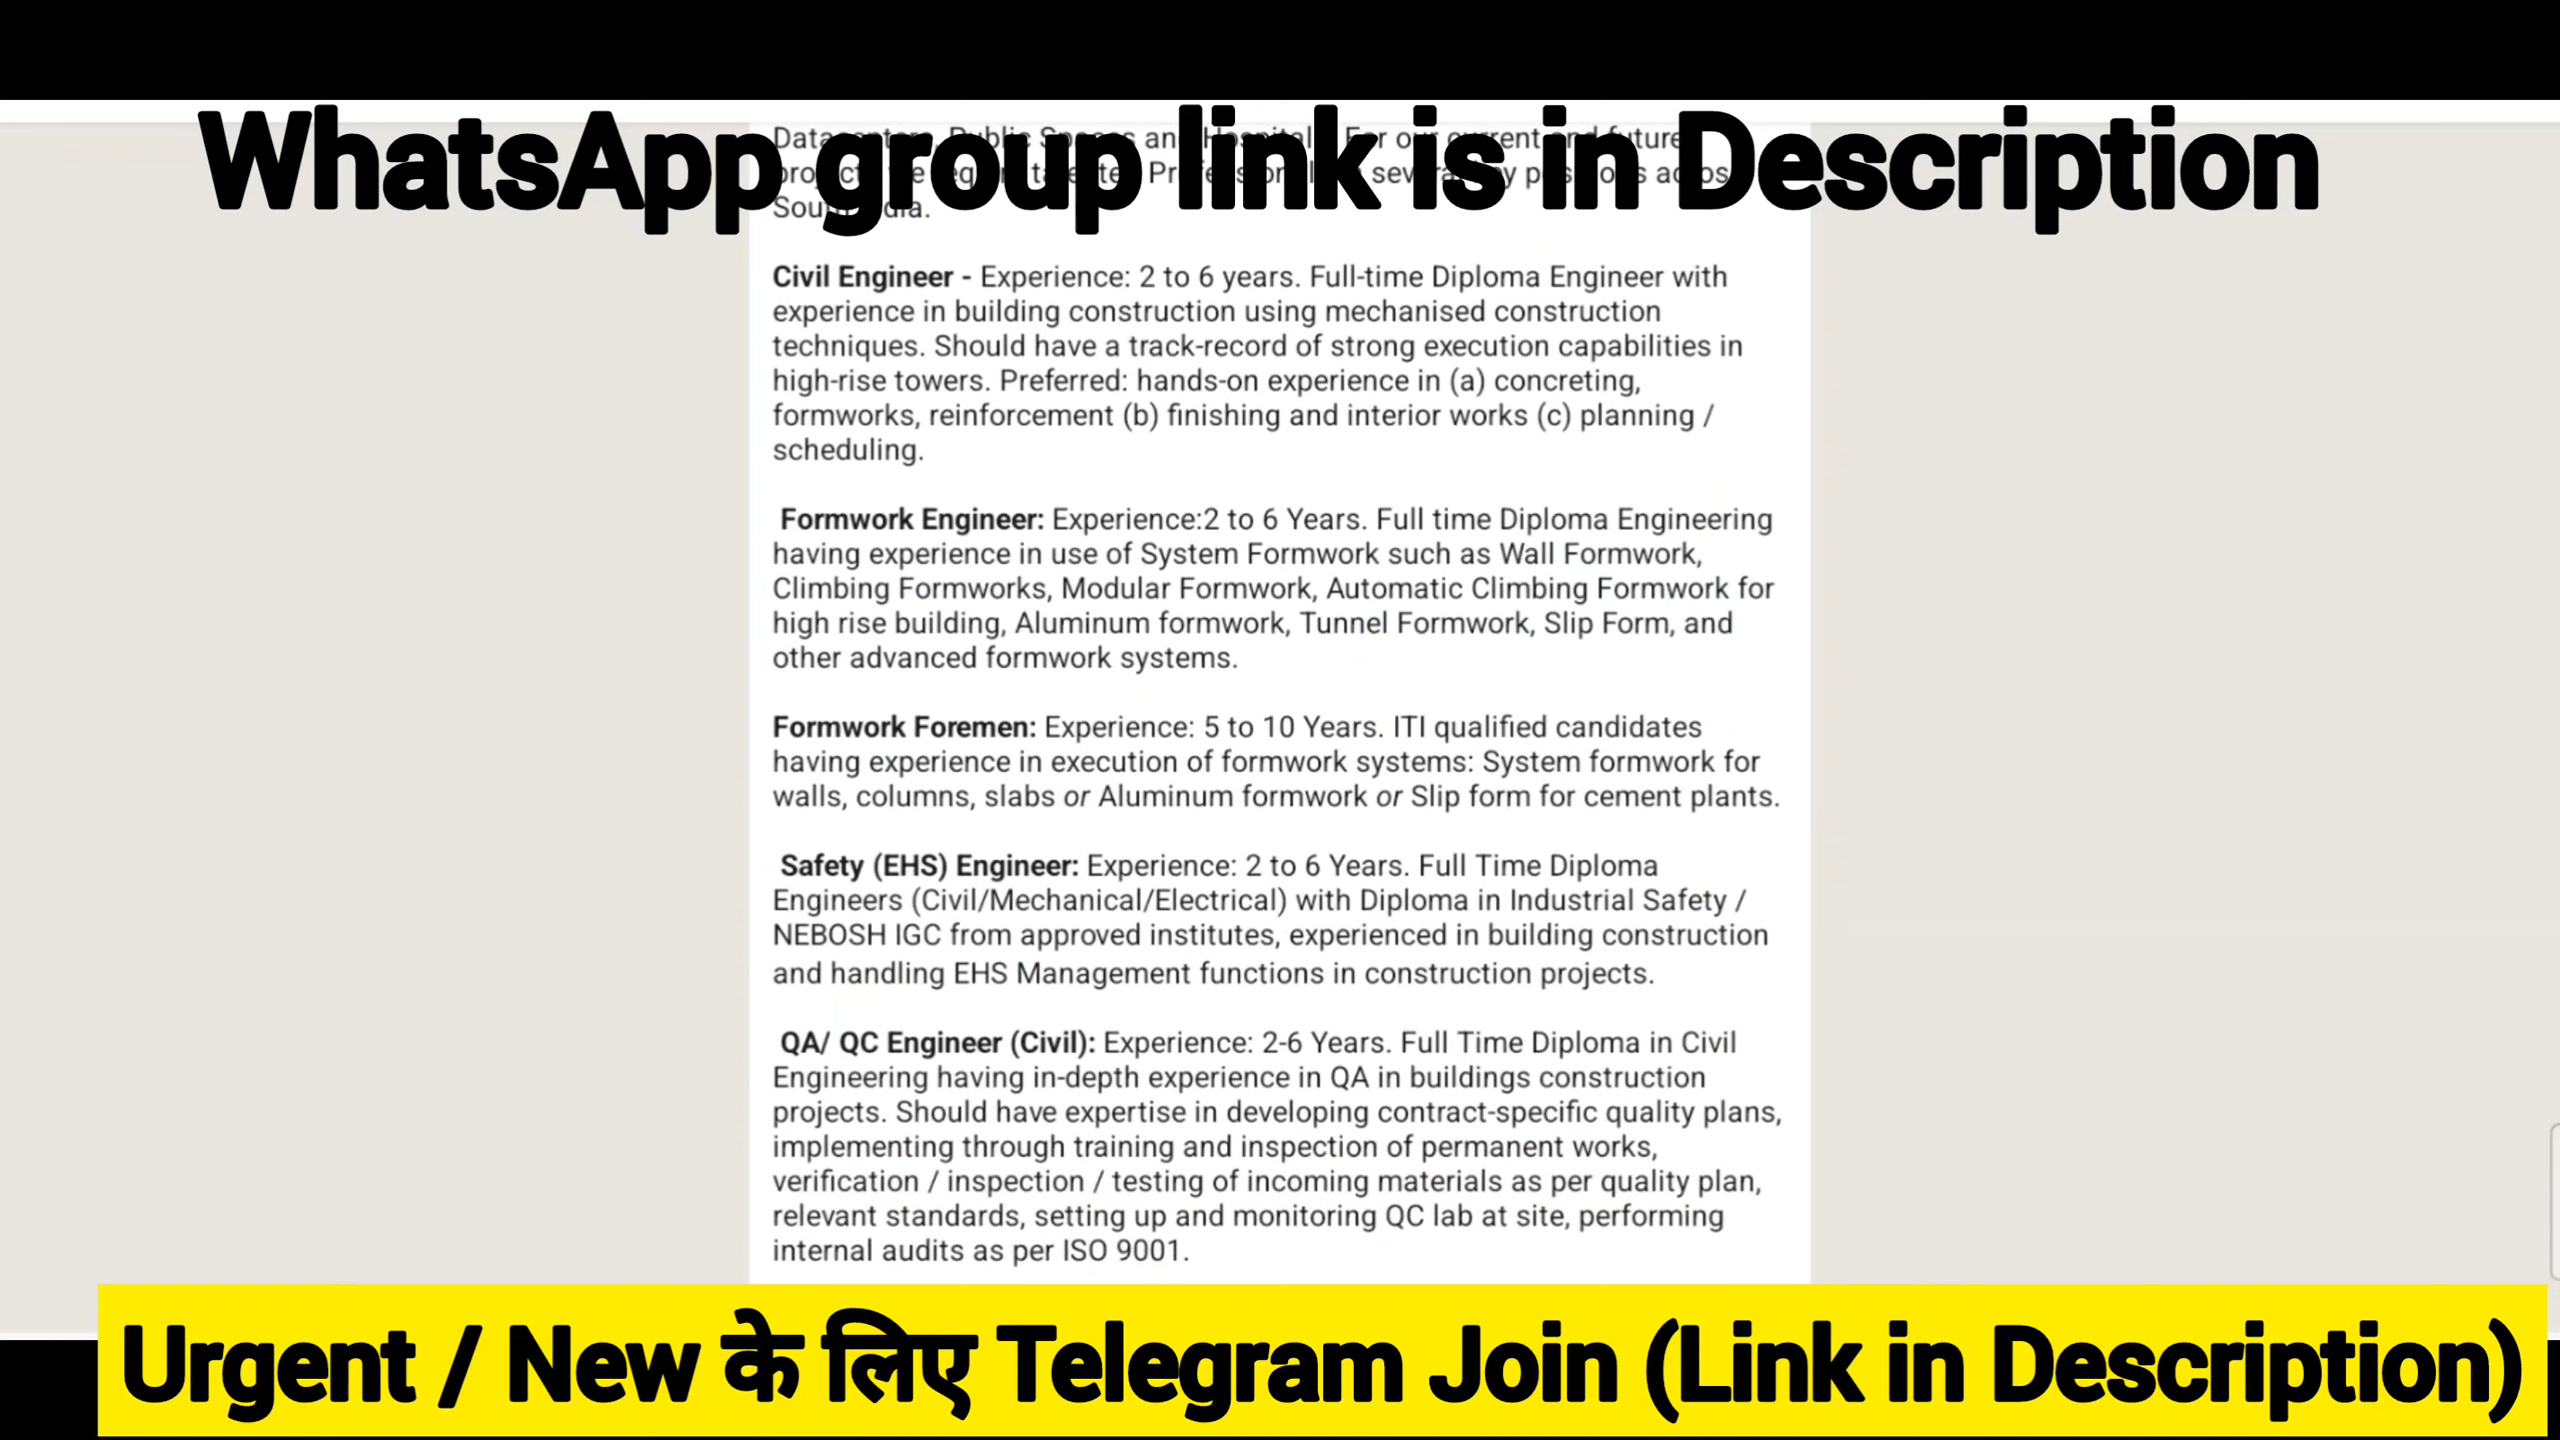 WhatsApp group link is in Description
and future
South India.
Civil Engineer - Experience: 2 to 6 years. Full-time Diploma Engineer with
experience in building construction using mechanised construction
techniques. Should have a track-record of strong execution capabilities in
high-rise towers. Preferred: hands-on experience in (a) concreting,
formworks, reinforcement (b) finishing and interior works (c) planning /
scheduling.
Formwork Engineer: Experience:2 to 6 Years. Full time Diploma Engineering
having experience in use of System Formwork such as Wall Formwork,
Climbing Formworks, Modular Formwork, Automatic Climbing Formwork for
high rise building, Aluminum formwork, Tunnel Formwork, Slip Form, and
other advanced formwork systems.
Formwork Foremen: Experience: 5 to 10 Years. ITI qualified candidates
having experience in execution of formwork systems: System formwork for
walls, columns, slabs or Aluminum formwork or Slip form for cement plants.
Safety (EHS) Engineer: Experience: 2 to 6 Years. Full Time Diploma
Engineers (Civil/Mechanical/Electrical) with Diploma in Industrial Safety /
NEBOSH IGC from approved institutes, experienced in building construction
and handling EHS Management functions in construction projects.
QA/ QC Engineer (Civil): Experience: 2-6 Years. Full Time Diploma in Civil
Engineering having in-depth experience in QA in buildings construction
projects. Should have expertise in developing contract-specific quality plans,
implementing through training and inspection of permanent works,
verification / inspection / testing of incoming materials as per quality plan,
relevant standards, setting up and monitoring QC lab at site, performing
internal audits as per ISO 9001.
Urgent / New के लिए Telegram Join (Link in Description)